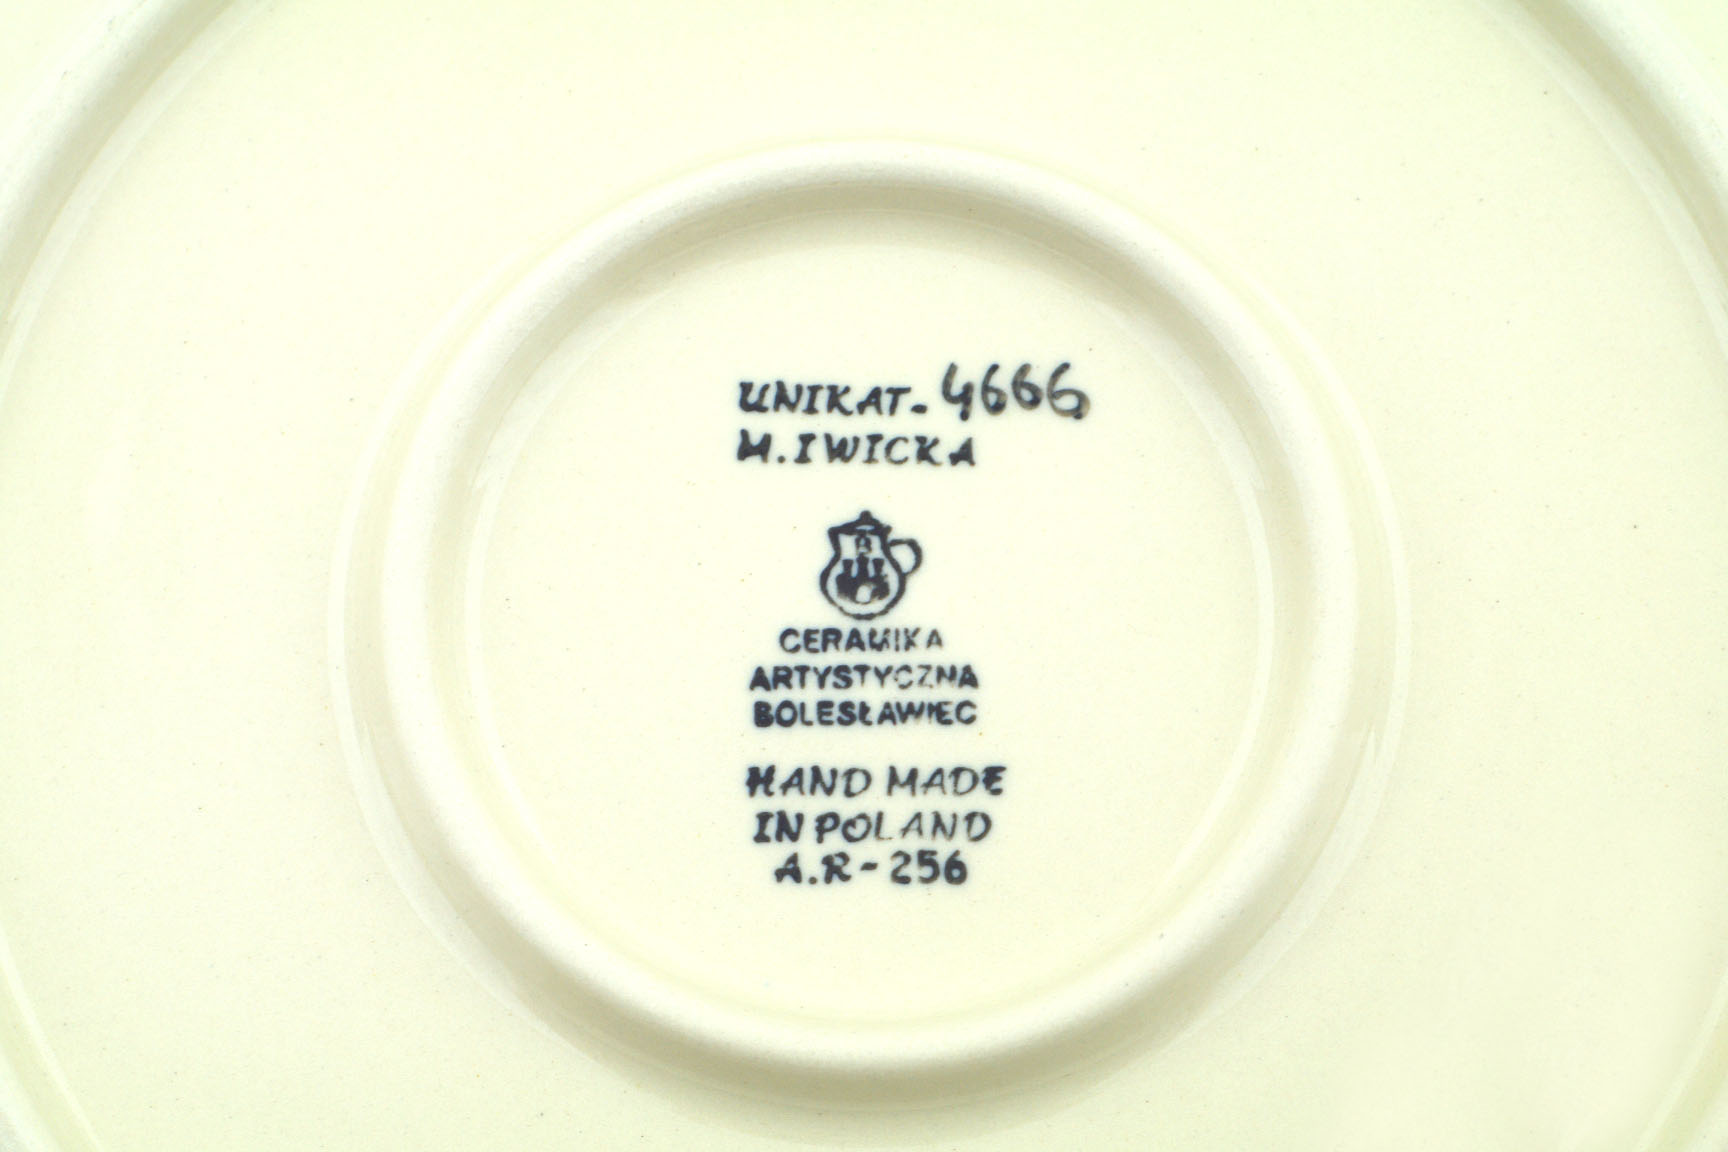 UNIKAT-4666
M.IWICKA
B
CERAMIKA
ARTYSTYCZNA
BOLESŁAWIEC
HAND MADE
IN POLAND
A.R-256